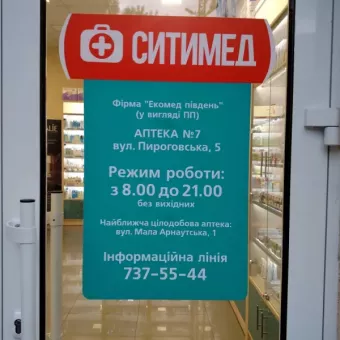 СИТИМЕД
Фірма "Екомед південь"
(у вигляді ПП)
АПТЕКА №7
вул. Пироговська, 5
Режим роботи:
з 8.00 до 21.00
без вихідних
Найближча цілодобова аптека:
вул. Мала Арнаутська, 1
Інформаційна лінія
737-55-44